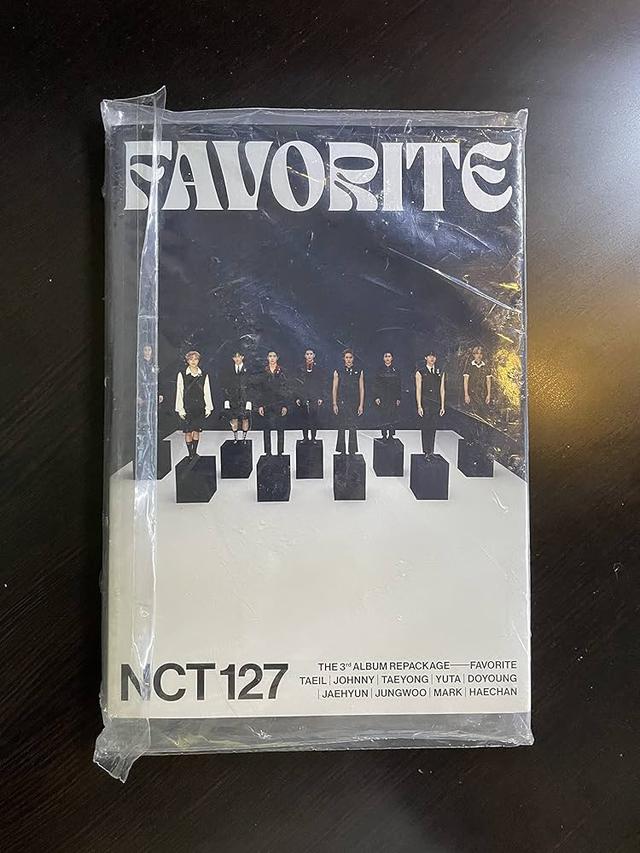 FAVORITE
NCT 127
THE 3rd ALBUM REPACKAGE——FAVORITE
TAEIL | JOHNNY | TAEYONG | YUTA | DOYOUNG
| JAEHYUN | JUNGWOO | MARK | HAECHAN